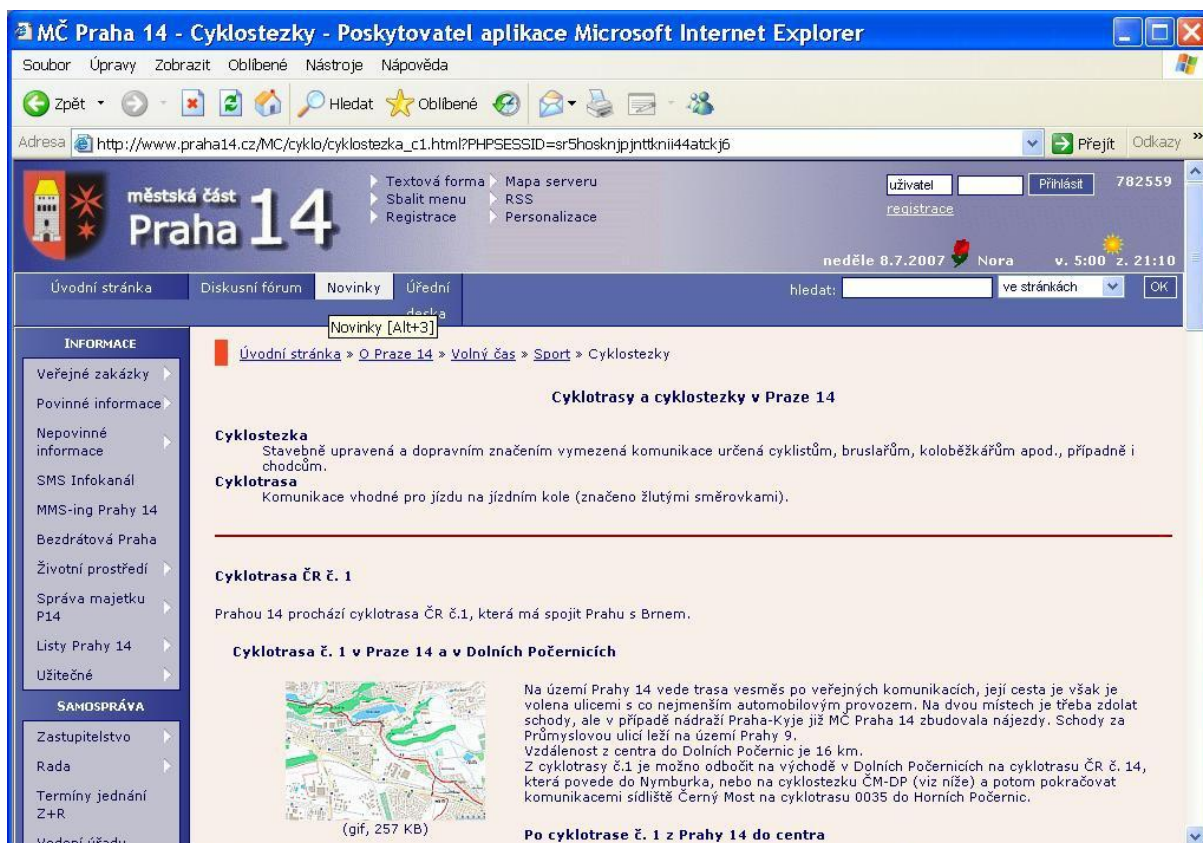 MČ Praha 14 - Cyklostezky - Poskytovatel aplikace Microsoft Internet Explorer
Soubor Úpravy Zobrazit Oblíbené Nástroje Nápověda
Zpět Hledat Oblíbené
Adresa http://www.praha14.cz/MC/cyklo/cyklostezka_c1.html?PHPSESSID=sr5hosknjpjnttknii44atckj6 Přejít Odkazy »
městská část
Praha 14
Textová forma Mapa serveru
Sbalit menu RSS
Registrace Personalizace
uživatel Přihlásit 782559
registrace
neděle 8.7.2007 Nora v. 5:00 z. 21:10
Úvodní stránka Diskusní fórum Novinky Úřední deska hledat: ve stránkách OK
Novinky [Alt+3]
INFORMACE
Veřejné zakázky
Povinné informace
Nepovinné
informace
SMS Infokanál
MMS-ing Prahy 14
Bezdrátová Praha
Životní prostředí
Správa majetku
P14
Listy Prahy 14
Užitečné
SAMOSPRÁVA
Zastupitelstvo
Rada
Termíny jednání
Z+R
Vedení úřadu
Úvodní stránka » O Praze 14 » Volný čas » Sport » Cyklostezky
Cyklotrasy a cyklostezky v Praze 14
Cyklostezka
Stavebně upravená a dopravním značením vymezená komunikace určená cyklistům, bruslařům, koloběžkářům apod., případně i
chodcům.
Cyklotrasa
Komunikace vhodné pro jízdu na jízdním kole (značeno žlutými směrovkami).
Cyklotrasa ČR č. 1
Prahou 14 prochází cyklotrasa ČR č.1, která má spojit Prahu s Brnem.
Cyklotrasa č. 1 v Praze 14 a v Dolních Počernicích
(gif, 257 KB)
Na území Prahy 14 vede trasa vesměs po veřejných komunikacích, její cesta je však je
volena ulicemi s co nejmenším automobilovým provozem. Na dvou místech je třeba zdolat
schody, ale v případě nádraží Praha-Kyje již MČ Praha 14 zbudovala nájezdy. Schody za
Průmyslovou ulicí leží na území Prahy 9.
Vzdálenost z centra do Dolních Počernic je 16 km.
Z cyklotrasy č.1 je možno odbočit na východě v Dolních Počernicích na cyklotrasu ČR č. 14,
která povede do Nymburka, nebo na cyklostezku ČM-DP (viz níže) a potom pokračovat
komunikacemi sídliště Černý Most na cyklotrasu 0035 do Horních Počernic.
Po cyklotrase č. 1 z Prahy 14 do centra